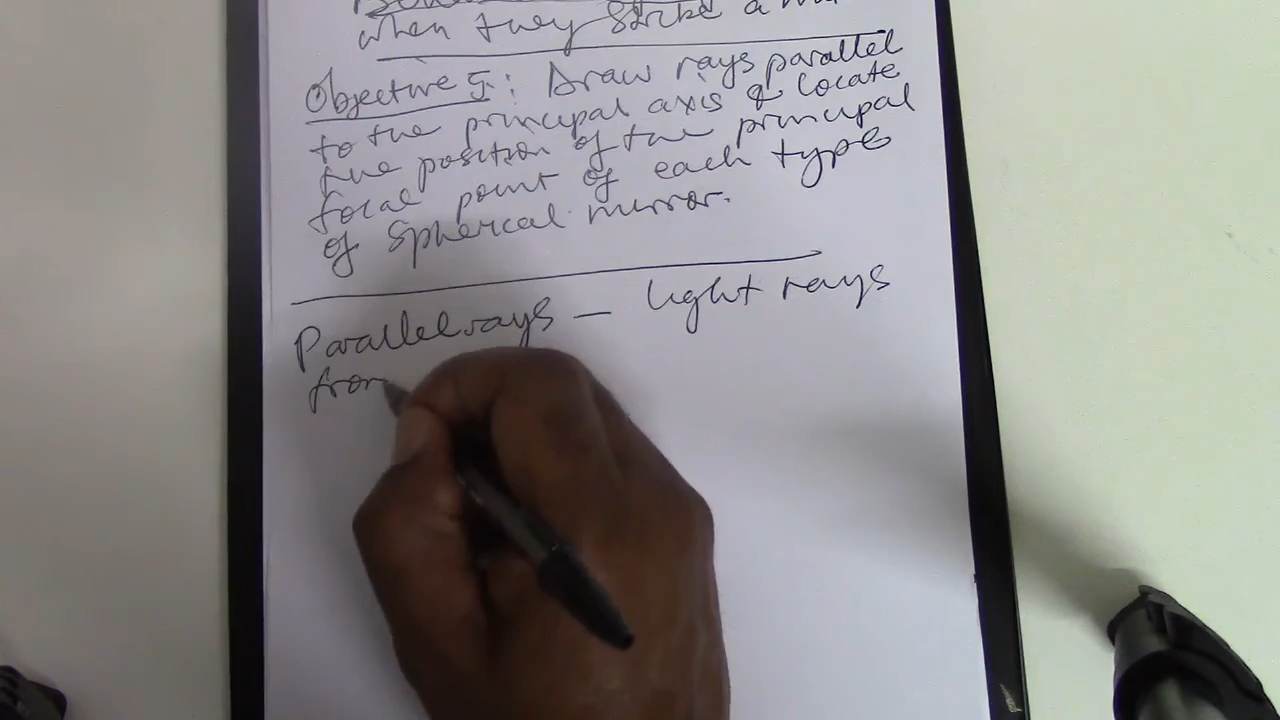 when they strike a
Objective 5: Draw rays parallel
to the principal axis & locate
the position of the principal
focal point of each type
of spherical mirror.
Parallel rays — light rays
from